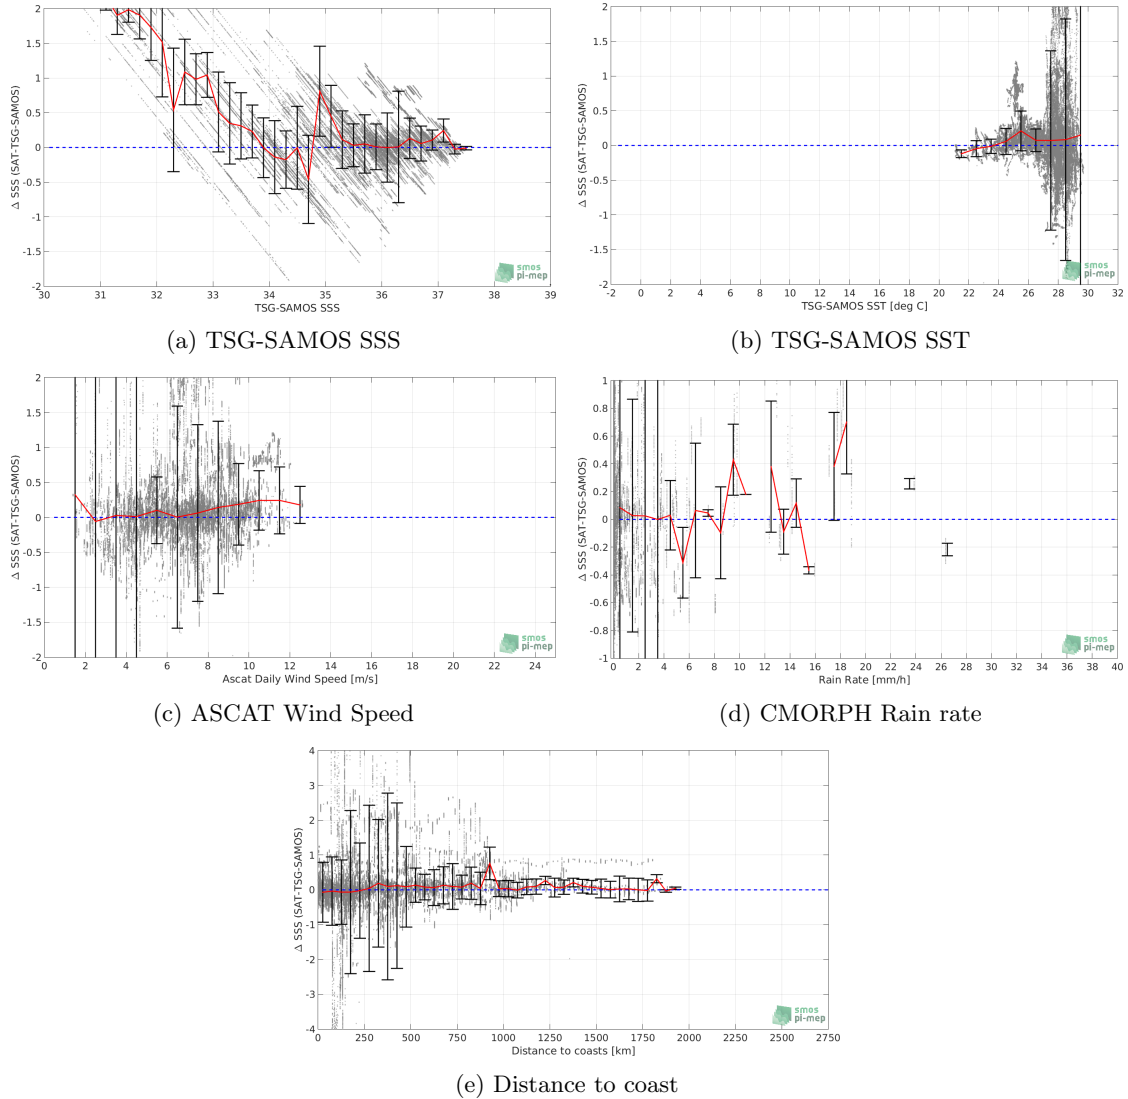 2
1.5
1
0.5
0
-0.5
-1
-1.5
-2
Δ SSS (SAT-TSG-SAMOS)
30 31 32 33 34 35 36 37 38 39
TSG-SAMOS SSS
smos
pi-mep
(a) TSG-SAMOS SSS
2
1.5
1
0.5
0
-0.5
-1
-1.5
-2
Δ SSS (SAT-TSG-SAMOS)
-2 0 2 4 6 8 10 12 14 16 18 20 22 24 26 28 30 32
TSG-SAMOS SST [deg C]
smos
pi-mep
(b) TSG-SAMOS SST
2
1.5
1
0.5
0
-0.5
-1
-1.5
-2
Δ SSS (SAT-TSG-SAMOS)
0 2 4 6 8 10 12 14 16 18 20 22 24
Ascat Daily Wind Speed [m/s]
smos
pi-mep
(c) ASCAT Wind Speed
1
0.8
0.6
0.4
0.2
0
-0.2
-0.4
-0.6
-0.8
-1
Δ SSS (SAT-TSG-SAMOS)
0 2 4 6 8 10 12 14 16 18 20 22 24 26 28 30 32 34 36 38 40
Rain Rate [mm/h]
smos
pi-mep
(d) CMORPH Rain rate
4
3
2
1
0
-1
-2
-3
-4
Δ SSS (SAT-TSG-SAMOS)
0 250 500 750 1000 1250 1500 1750 2000 2250 2500 2750
Distance to coasts [km]
smos
pi-mep
(e) Distance to coast